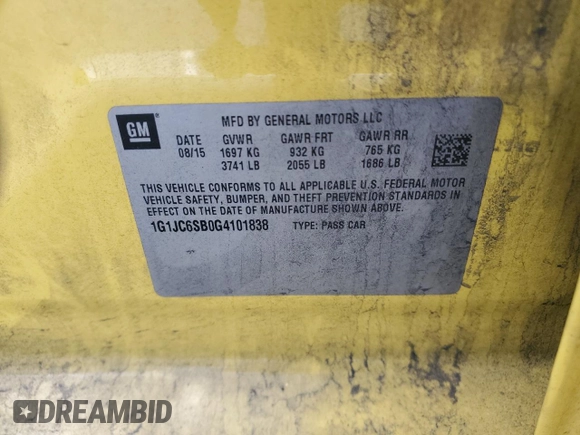 MFD BY GENERAL MOTORS LLC
GM
DATE GVWR GAWR FRT GAWR RR
08/15 1697 KG 932 KG 765 KG
3741 LB 2055 LB 1686 LB
THIS VEHICLE CONFORMS TO ALL APPLICABLE U.S. FEDERAL MOTOR
VEHICLE SAFETY, BUMPER, AND THEFT PREVENTION STANDARDS IN
EFFECT ON THE DATE OF MANUFACTURE SHOWN ABOVE.
1G1JC6SB0G4101838 TYPE: PASS CAR
DREAMBID